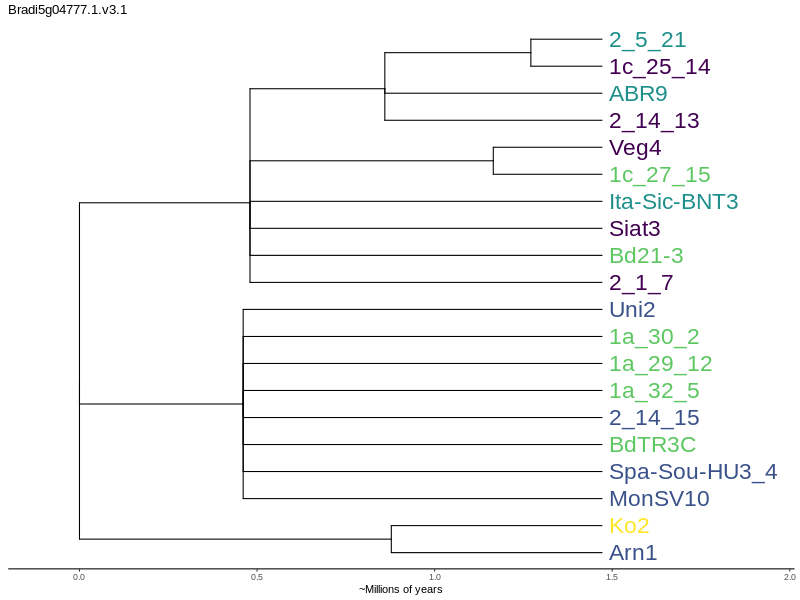 Bradi5g04777.1.v3.1
2_5_21
1c_25_14
ABR9
2_14_13
Veg4
1c_27_15
Ita-Sic-BNT3
Siat3
Bd21-3
2_1_7
Uni2
1a_30_2
1a_29_12
1a_32_5
2_14_15
BdTR3C
Spa-Sou-HU3_4
MonSV10
Ko2
Arn1
0.0 0.5 1.0 1.5 2.0
~Millions of years